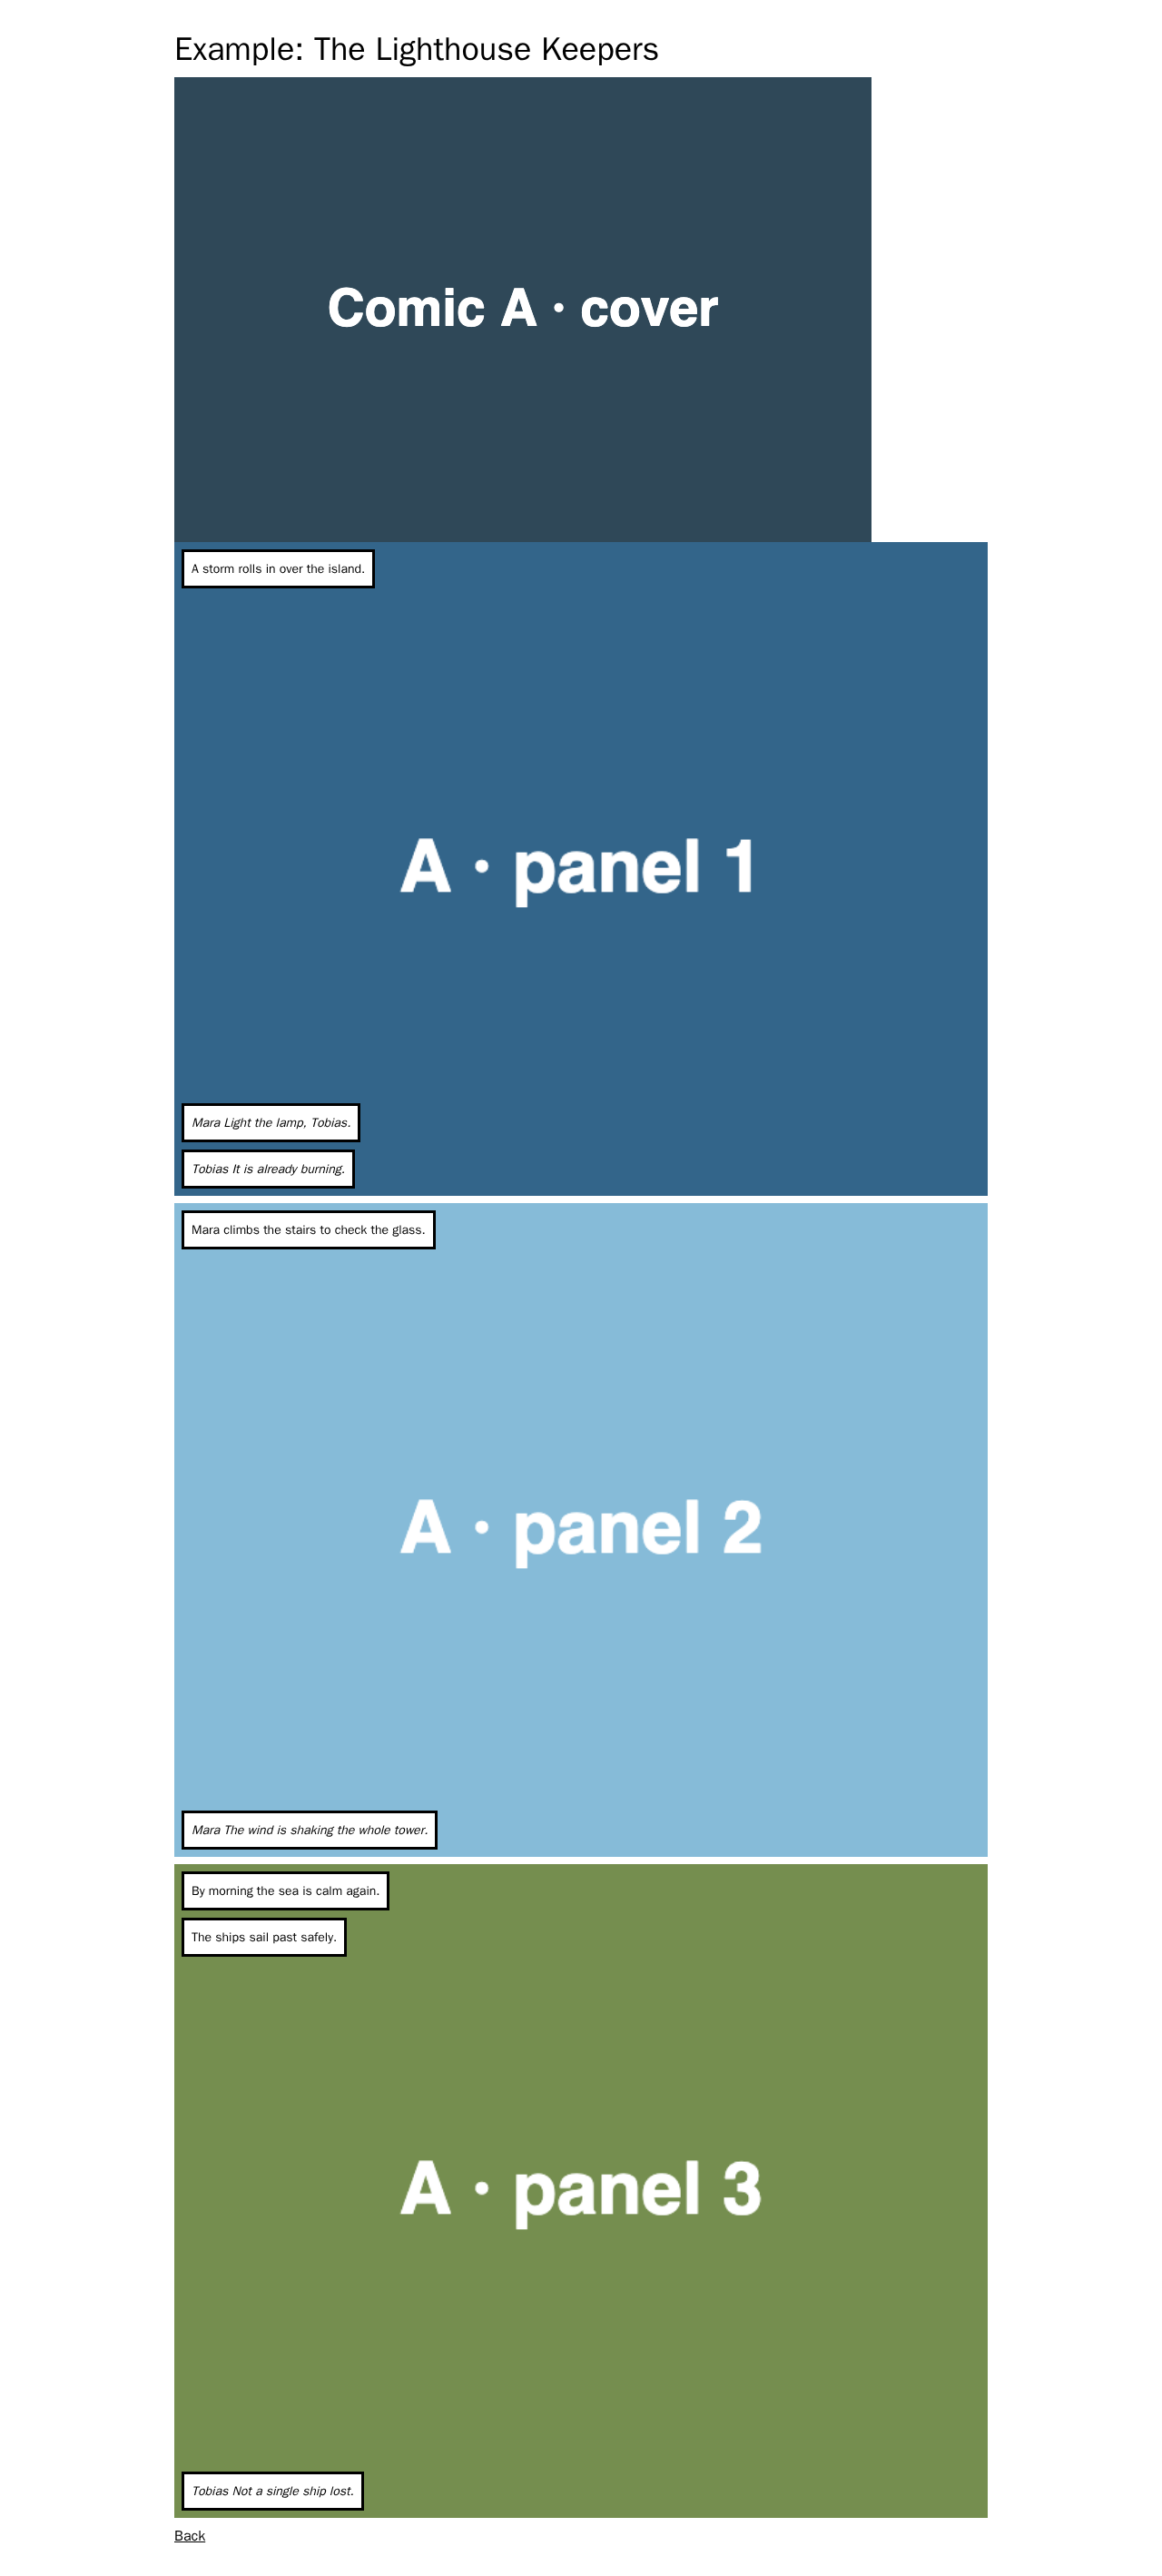 Example: The Lighthouse Keepers
Comic A · cover
A storm rolls in over the island.
A · panel 1
Mara Light the lamp, Tobias.
Tobias It is already burning.
Mara climbs the stairs to check the glass.
A · panel 2
Mara The wind is shaking the whole tower.
By morning the sea is calm again.
The ships sail past safely.
A · panel 3
Tobias Not a single ship lost.
Back